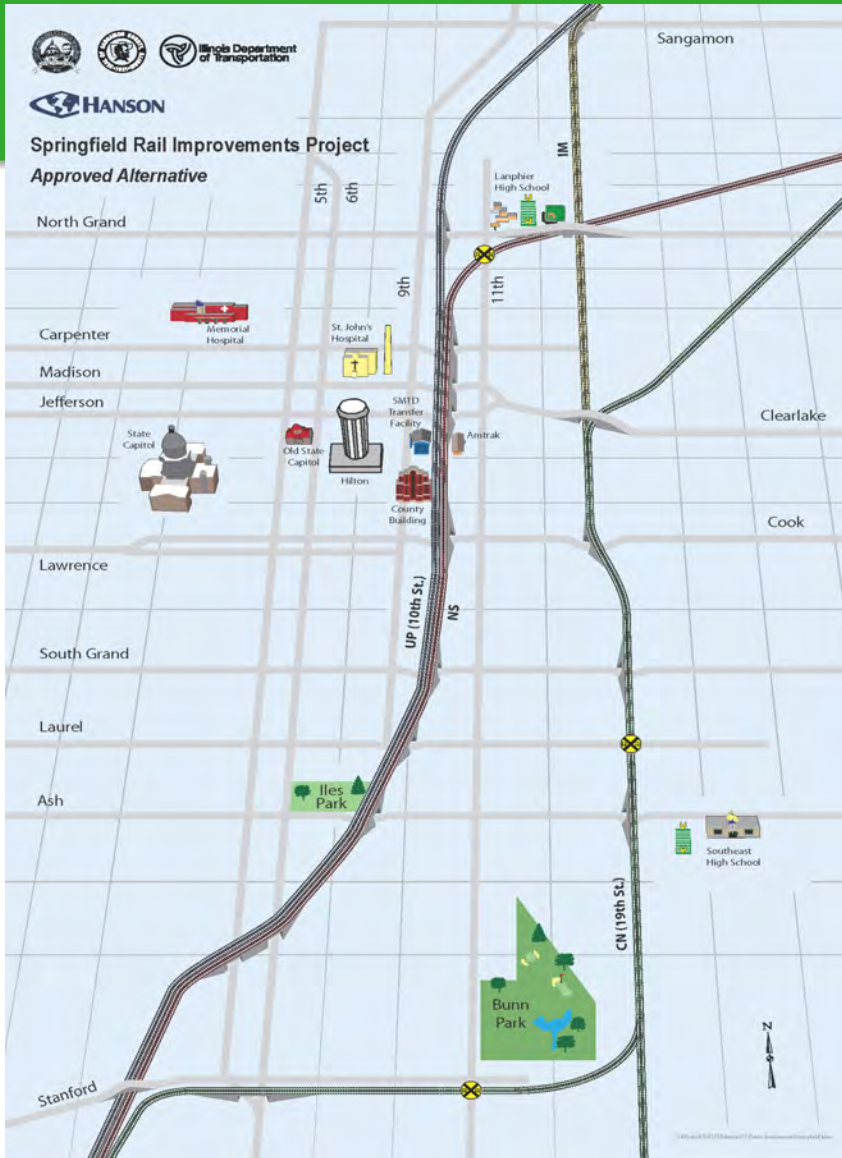 Illinois Department
of Transportation
HANSON
Springfield Rail Improvements Project
Approved Alternative
Sangamon
IM
Lanphier
High School
5th
6th
North Grand
9th
11th
Memorial
Hospital
St. John's
Hospital
Carpenter
Madison
Jefferson
SMTD
Transfer
Facility
Clearlake
State
Capitol
Old State
Capitol
Hilton
Amtrak
County
Building
Cook
Lawrence
UP (10th St.)
NS
South Grand
Laurel
Iles
Park
Ash
Southeast
High School
CN (19th St.)
Bunn
Park
N
S
Stanford